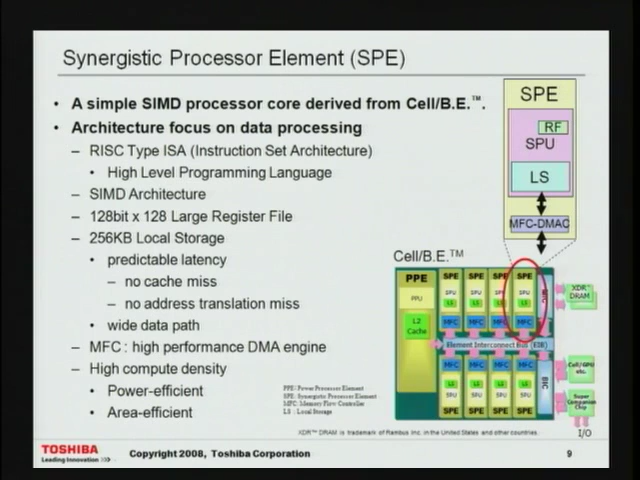 Synergistic Processor Element (SPE)
• A simple SIMD processor core derived from Cell/B.E.™.
• Architecture focus on data processing
– RISC Type ISA (Instruction Set Architecture)
• High Level Programming Language
– SIMD Architecture
– 128bit x 128 Large Register File
– 256KB Local Storage
• predictable latency
– no cache miss
– no address translation miss
• wide data path
– MFC : high performance DMA engine
– High compute density
• Power-efficient
• Area-efficient
SPE
RF
SPU
LS
MFC-DMAC
Cell/B.E.™
PPE
SPE SPE SPE SPE
PPU
SPU SPU SPU SPU
LS LS LS LS
L2
Cache
MFC MFC MFC MFC
XDR
DRAM
Element Interconnect Bus (EIB)
MFC MFC MFC MFC
LS LS LS LS
SPU SPU SPU SPU
SPE SPE SPE SPE
Cell/GPU
etc.
Super
Companion
Chip
I/O
PPE: Power Processor Element
SPE: Synergistic Processor Element
MFC: Memory Flow Controller
LS : Local Storage
XDR™ DRAM is trademark of Rambus Inc. in the United States and other countries.
TOSHIBA
Leading Innovation >>>
Copyright 2008, Toshiba Corporation
9